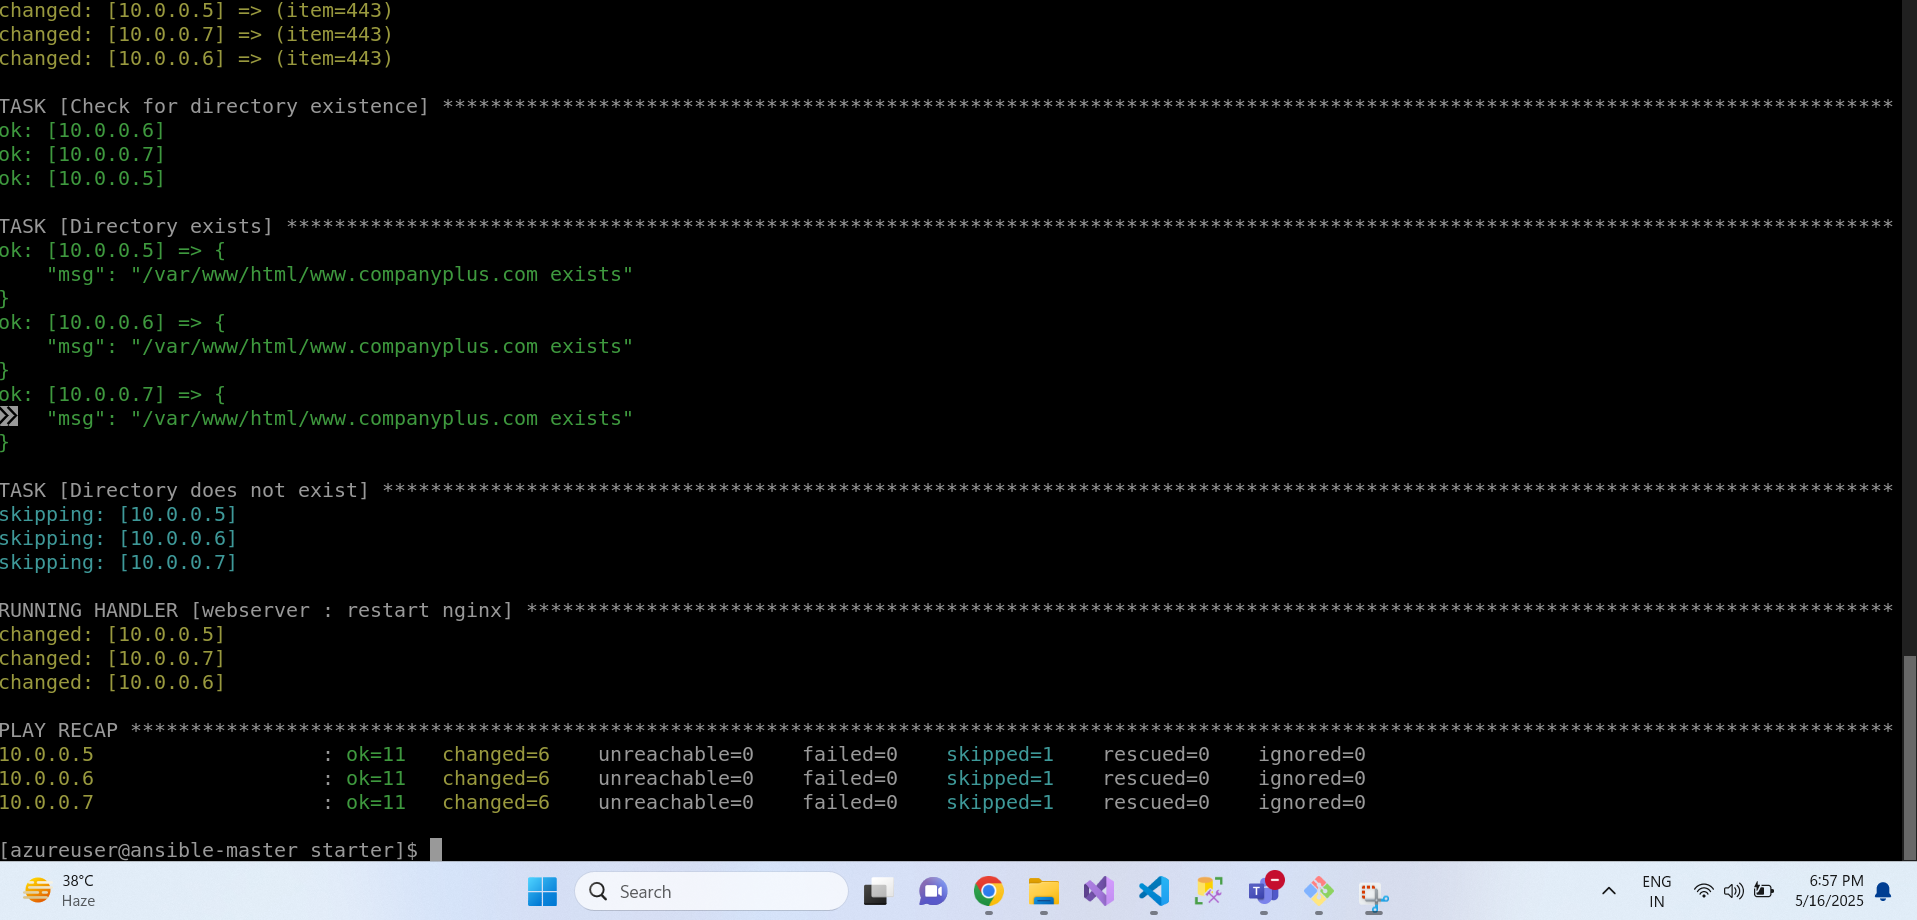 changed: [10.0.0.5] => (item=443)
changed: [10.0.0.7] => (item=443)
changed: [10.0.0.6] => (item=443)
TASK [Check for directory existence] *************************************************************************************************************************
ok: [10.0.0.6]
ok: [10.0.0.7]
ok: [10.0.0.5]
TASK [Directory exists] **************************************************************************************************************************************
ok: [10.0.0.5] => {
    "msg": "/var/www/html/www.companyplus.com exists"
}
ok: [10.0.0.6] => {
    "msg": "/var/www/html/www.companyplus.com exists"
}
ok: [10.0.0.7] => {
    "msg": "/var/www/html/www.companyplus.com exists"
}
TASK [Directory does not exist] ******************************************************************************************************************************
skipping: [10.0.0.5]
skipping: [10.0.0.6]
skipping: [10.0.0.7]
RUNNING HANDLER [webserver : restart nginx] ******************************************************************************************************************
changed: [10.0.0.5]
changed: [10.0.0.7]
changed: [10.0.0.6]
PLAY RECAP ***************************************************************************************************************************************************
10.0.0.5                   : ok=11   changed=6    unreachable=0    failed=0    skipped=1    rescued=0    ignored=0
10.0.0.6                   : ok=11   changed=6    unreachable=0    failed=0    skipped=1    rescued=0    ignored=0
10.0.0.7                   : ok=11   changed=6    unreachable=0    failed=0    skipped=1    rescued=0    ignored=0
[azureuser@ansible-master starter]$
38°C
Haze
Search
T
ENG
IN
6:57 PM
5/16/2025